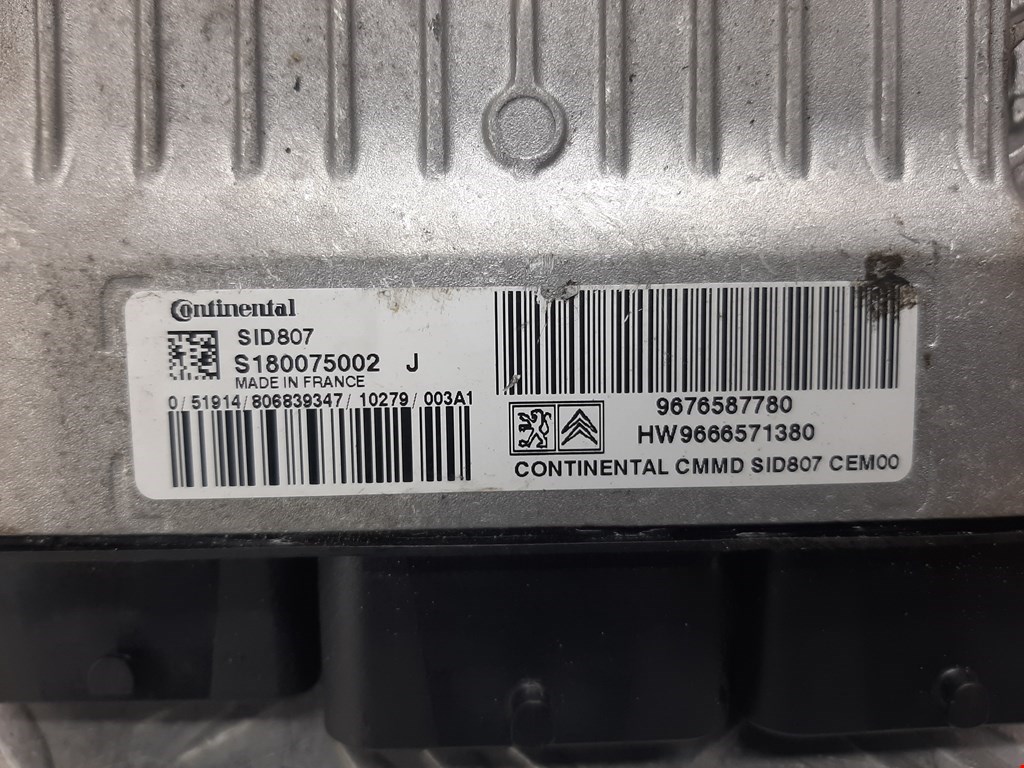 Continental
SID807
S180075002 J
MADE IN FRANCE
0/51914/806839347/10279/003A1
9676587780
HW9666571380
CONTINENTAL CMMD SID807 CEM00